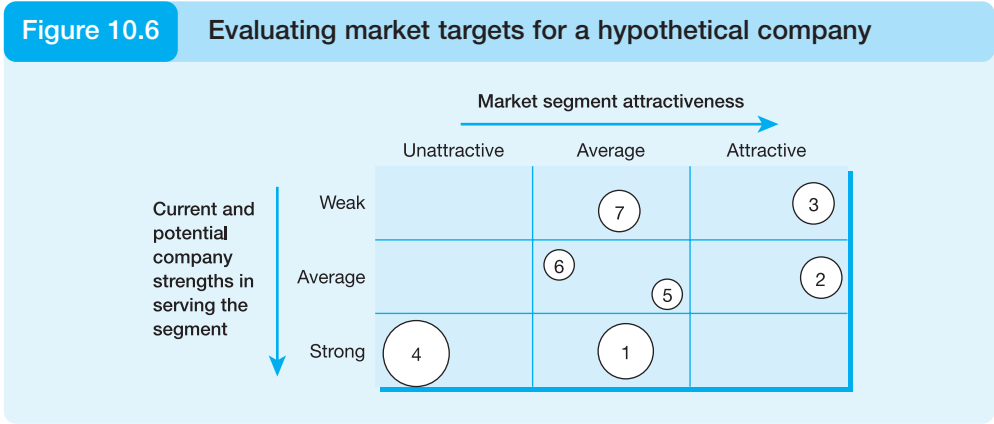 Figure 10.6 Evaluating market targets for a hypothetical company
Market segment attractiveness
Unattractive Average Attractive
Current and
potential
company
strengths in
serving the
segment
Weak
7
3
Average
6
5
2
Strong
4
1